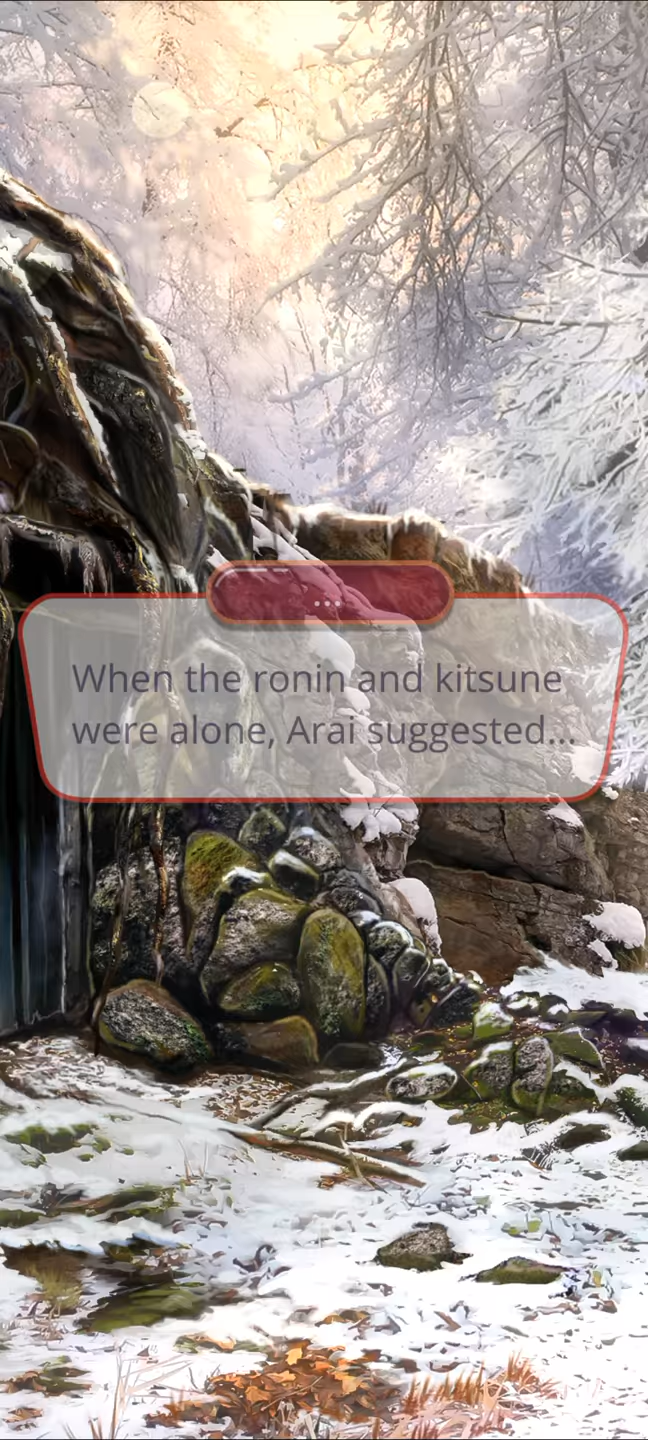 ...
When the ronin and kitsune
were alone, Arai suggested...